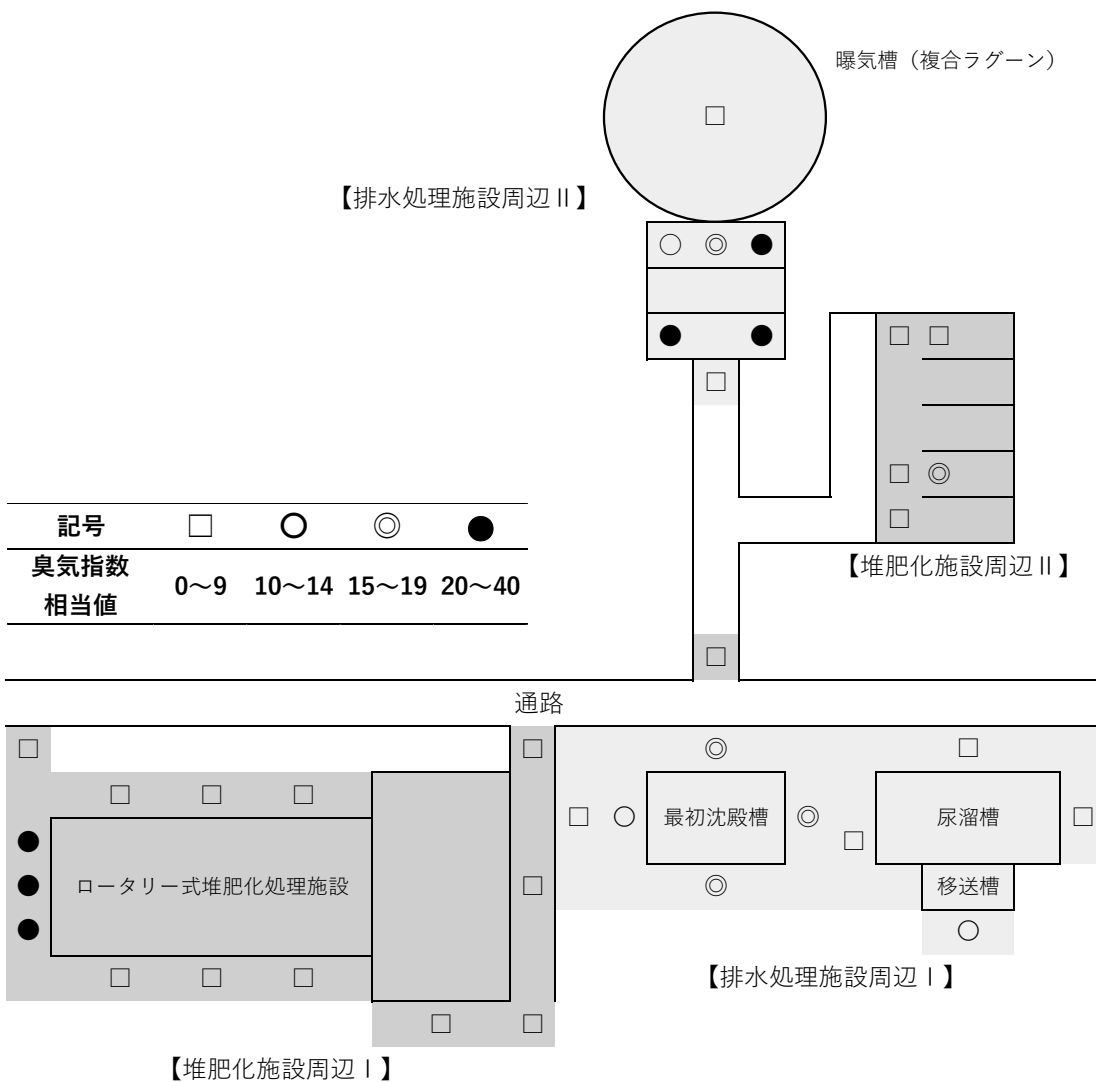 曝気槽（複合ラグーン）
□
【排水処理施設周辺Ⅱ】
○ ◎ ●
● ●
□
□ □
□ ◎
□
【堆肥化施設周辺Ⅱ】
記号 □ ○ ◎ ●
臭気指数
相当値 0～9 10～14 15～19 20～40
□
通路
□ □ ◎ □
□ □ □
□ ○ 最初沈殿槽 ◎ □ 尿溜槽 □
●
● ロータリー式堆肥化処理施設 □ ◎ 移送槽
●
○
□ □ □
【排水処理施設周辺Ⅰ】
□ □
【堆肥化施設周辺Ⅰ】